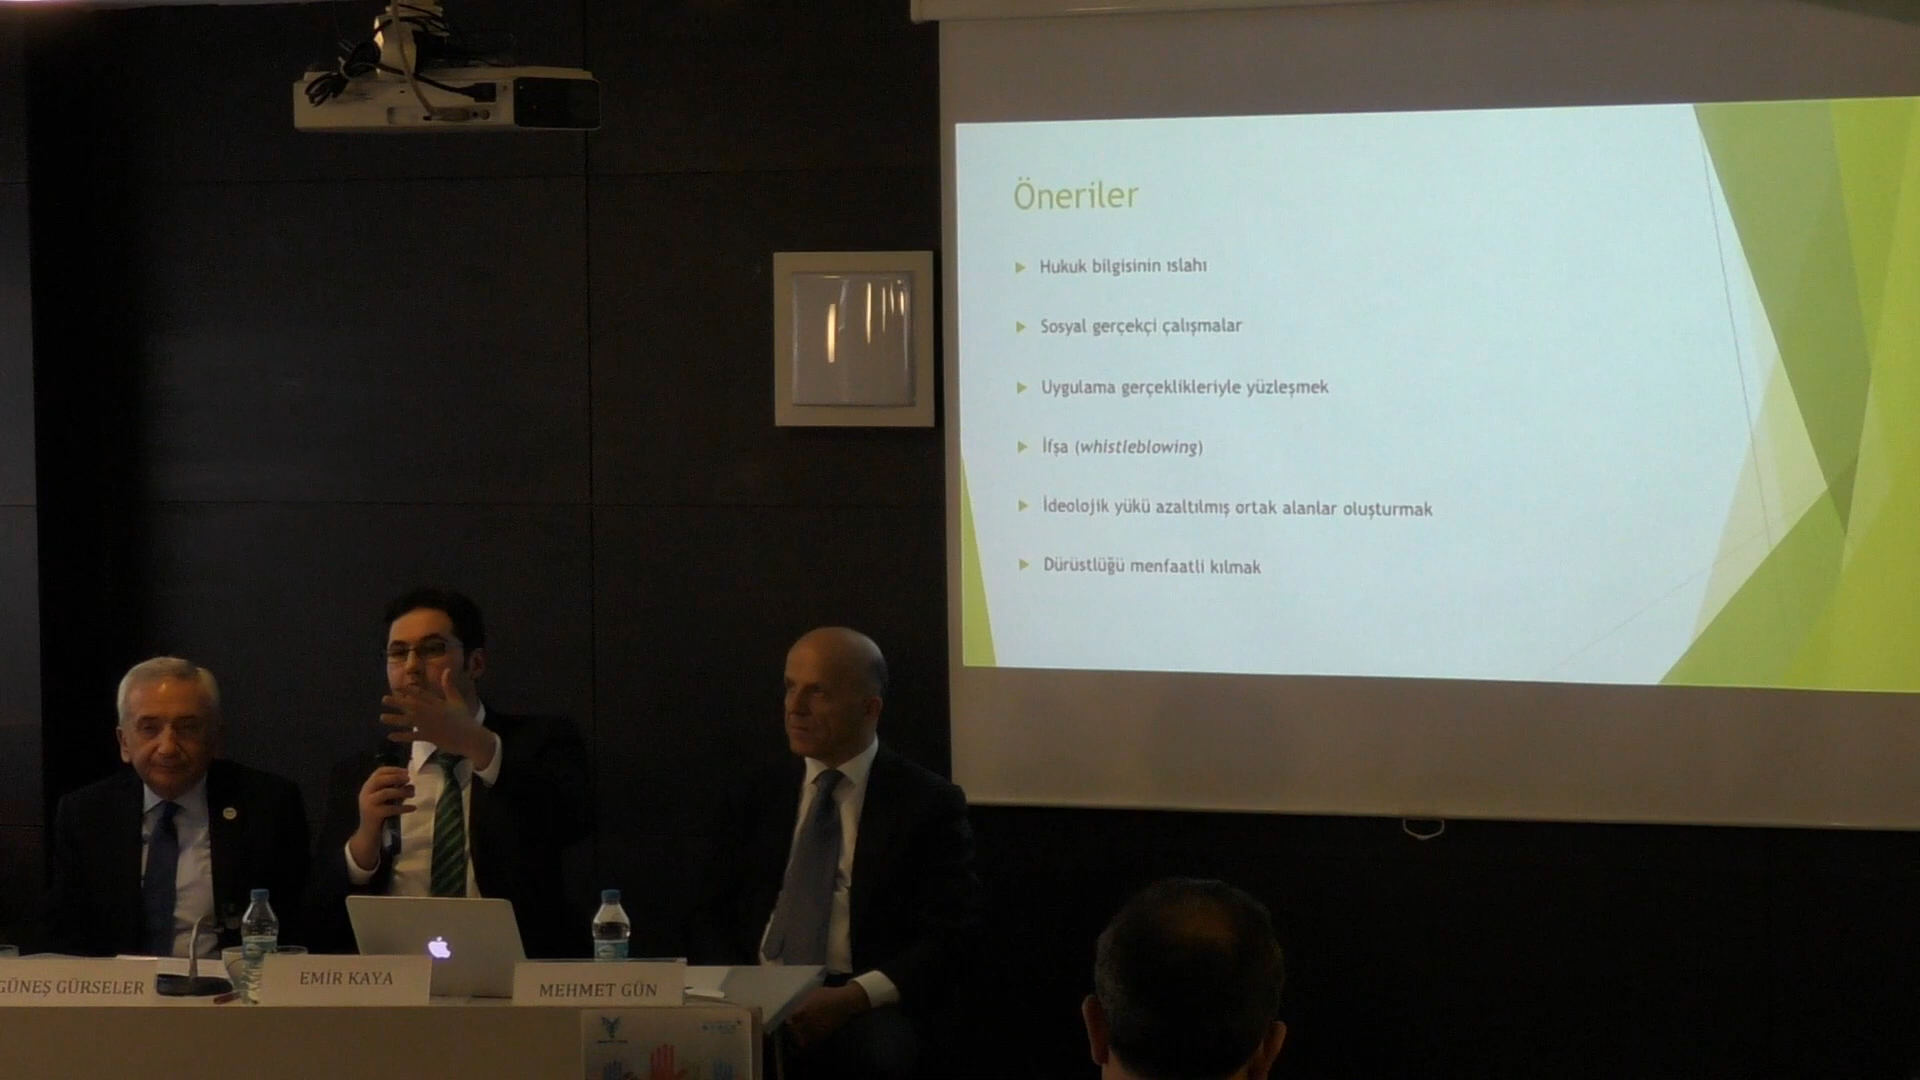 Öneriler
Hukuk bilgisinin ıslahı
Sosyal gerçekçi çalışmalar
Uygulama gerçeklikleriyle yüzleşmek
İfşa (whistleblowing)
İdeolojik yükü azaltılmış ortak alanlar oluşturmak
Dürüstlüğü menfaatli kılmak
GÜNEŞ GÜRSELER
EMİR KAYA
MEHMET GÜN